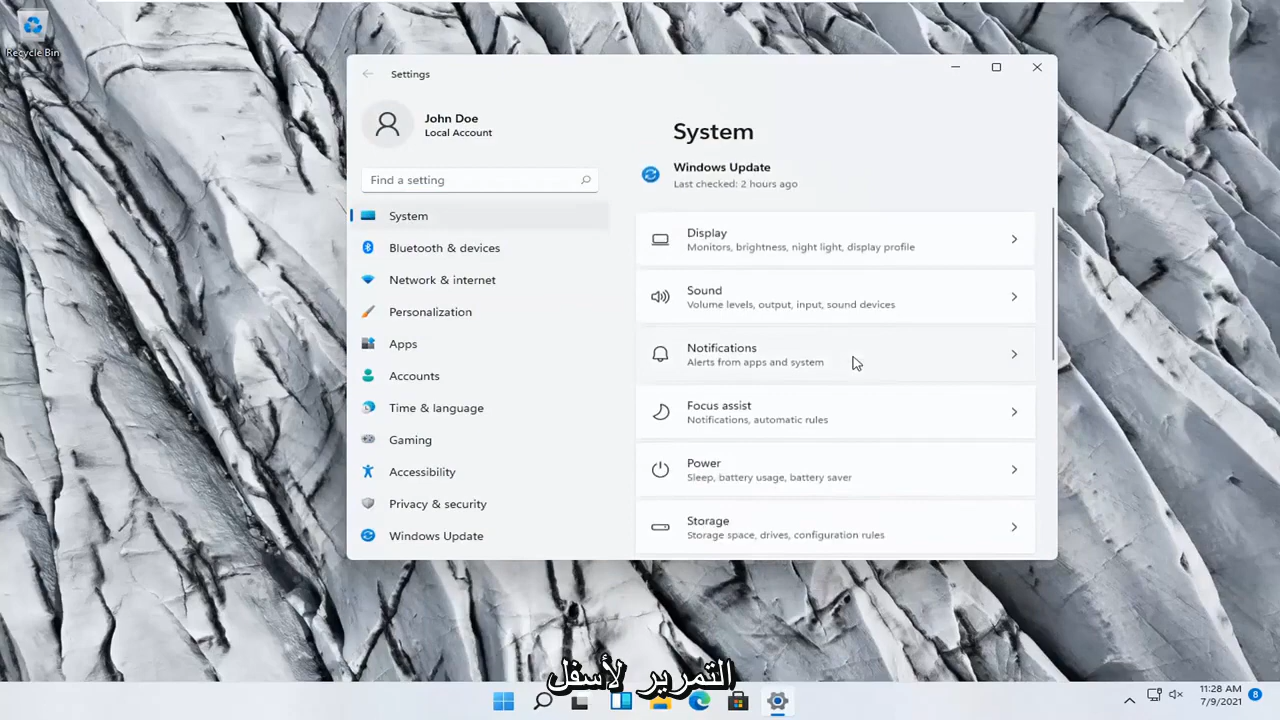 Recycle Bin
Settings
John Doe
Local Account
Find a setting
System
Bluetooth & devices
Network & internet
Personalization
Apps
Accounts
Time & language
Gaming
Accessibility
Privacy & security
Windows Update
System
Windows Update
Last checked: 2 hours ago
Display
Monitors, brightness, night light, display profile
Sound
Volume levels, output, input, sound devices
Notifications
Alerts from apps and system
Focus assist
Notifications, automatic rules
Power
Sleep, battery usage, battery saver
Storage
Storage space, drives, configuration rules
التمرير لأسفل
11:28 AM
7/9/2021
8